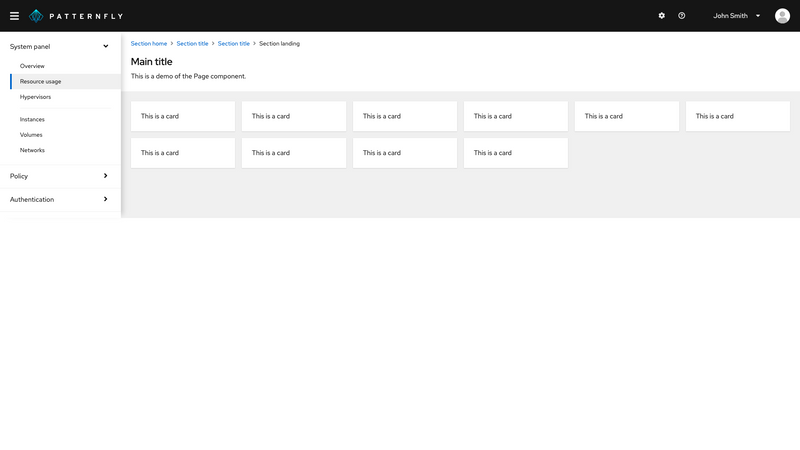 PATTERNFLY
John Smith
System panel
Overview
Resource usage
Hypervisors
Instances
Volumes
Networks
Policy
Authentication
Section home > Section title > Section title > Section landing
Main title
This is a demo of the Page component.
This is a card
This is a card
This is a card
This is a card
This is a card
This is a card
This is a card
This is a card
This is a card
This is a card